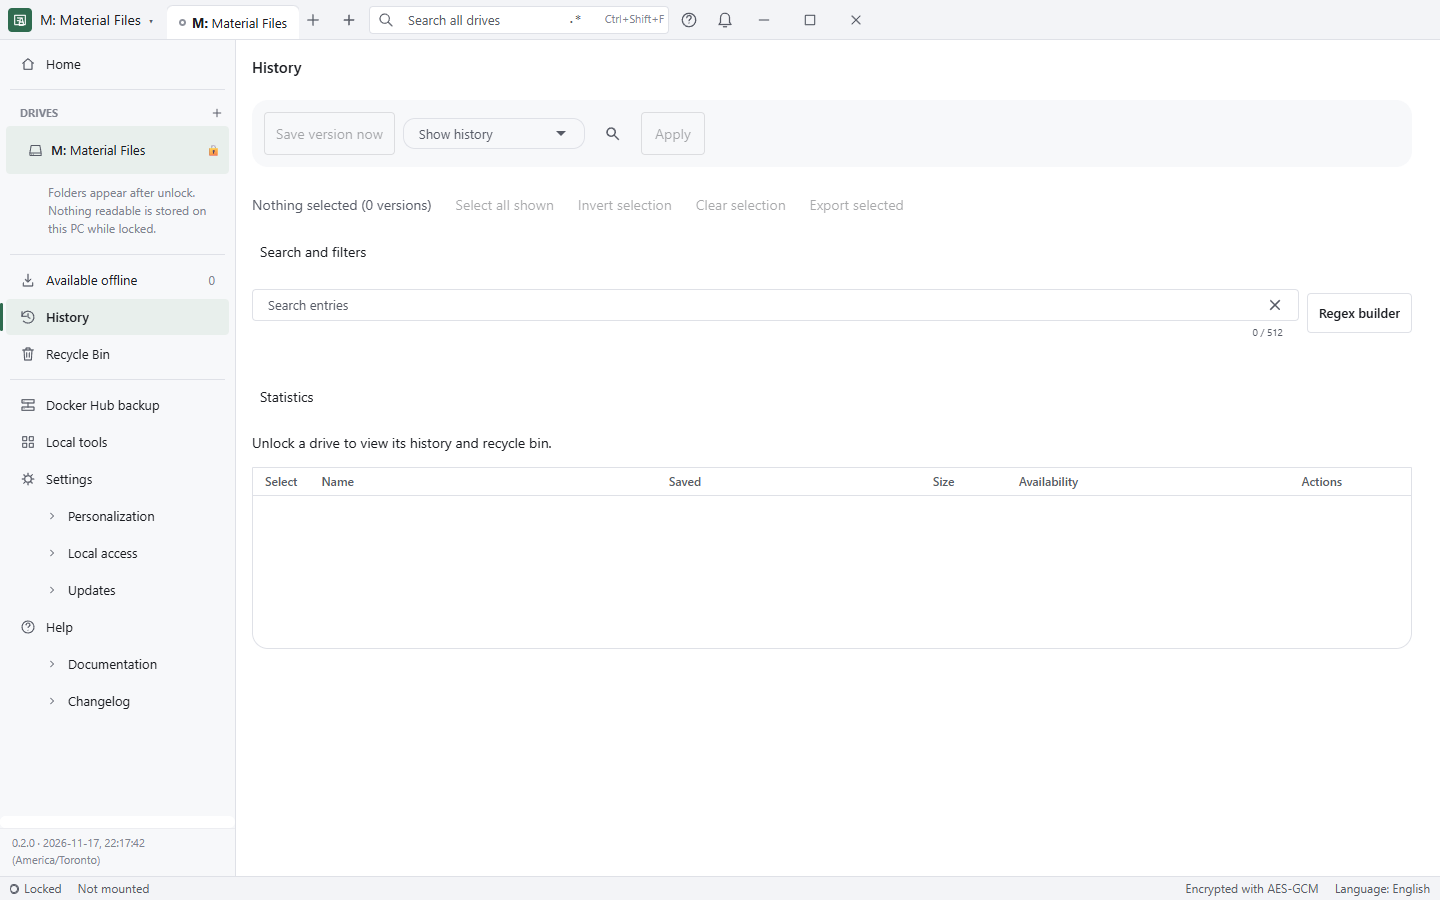 M: Material Files
M: Material Files
Search all drives
.*
Ctrl+Shift+F
Home
DRIVES
M: Material Files
Folders appear after unlock.
Nothing readable is stored on
this PC while locked.
Available offline
0
History
Recycle Bin
Docker Hub backup
Local tools
Settings
Personalization
Local access
Updates
Help
Documentation
Changelog
0.2.0 · 2026-11-17, 22:17:42
(America/Toronto)
History
Save version now
Show history
Apply
Nothing selected (0 versions)
Select all shown
Invert selection
Clear selection
Export selected
Search and filters
Search entries
Regex builder
0 / 512
Statistics
Unlock a drive to view its history and recycle bin.
Select
Name
Saved
Size
Availability
Actions
Locked
Not mounted
Encrypted with AES-GCM
Language: English